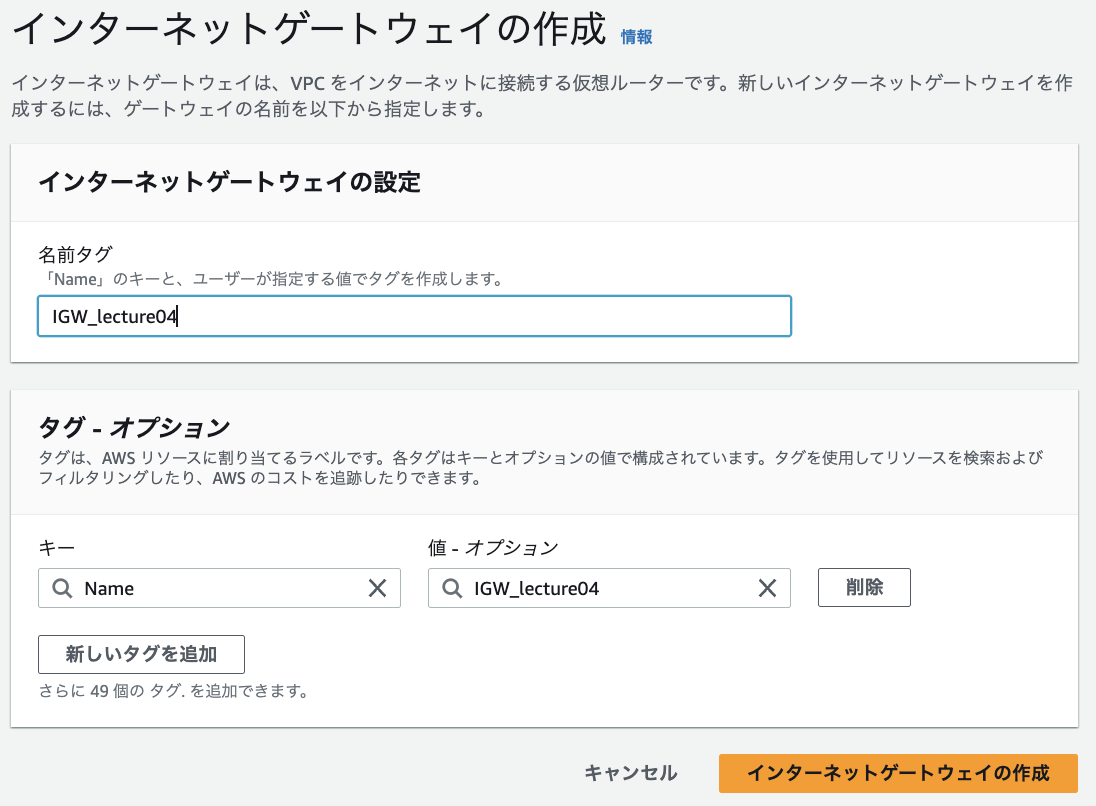 インターネットゲートウェイの作成 情報
インターネットゲートウェイは、VPC をインターネットに接続する仮想ルーターです。新しいインターネットゲートウェイを作
成するには、ゲートウェイの名前を以下から指定します。
インターネットゲートウェイの設定
名前タグ
「Name」のキーと、ユーザーが指定する値でタグを作成します。
IGW_lecture04
タグ - オプション
タグは、AWS リソースに割り当てるラベルです。各タグはキーとオプションの値で構成されています。タグを使用してリソースを検索および
フィルタリングしたり、AWS のコストを追跡したりできます。
キー 値 - オプション
Name IGW_lecture04 削除
新しいタグを追加
さらに 49 個の タグ. を追加できます。
キャンセル インターネットゲートウェイの作成